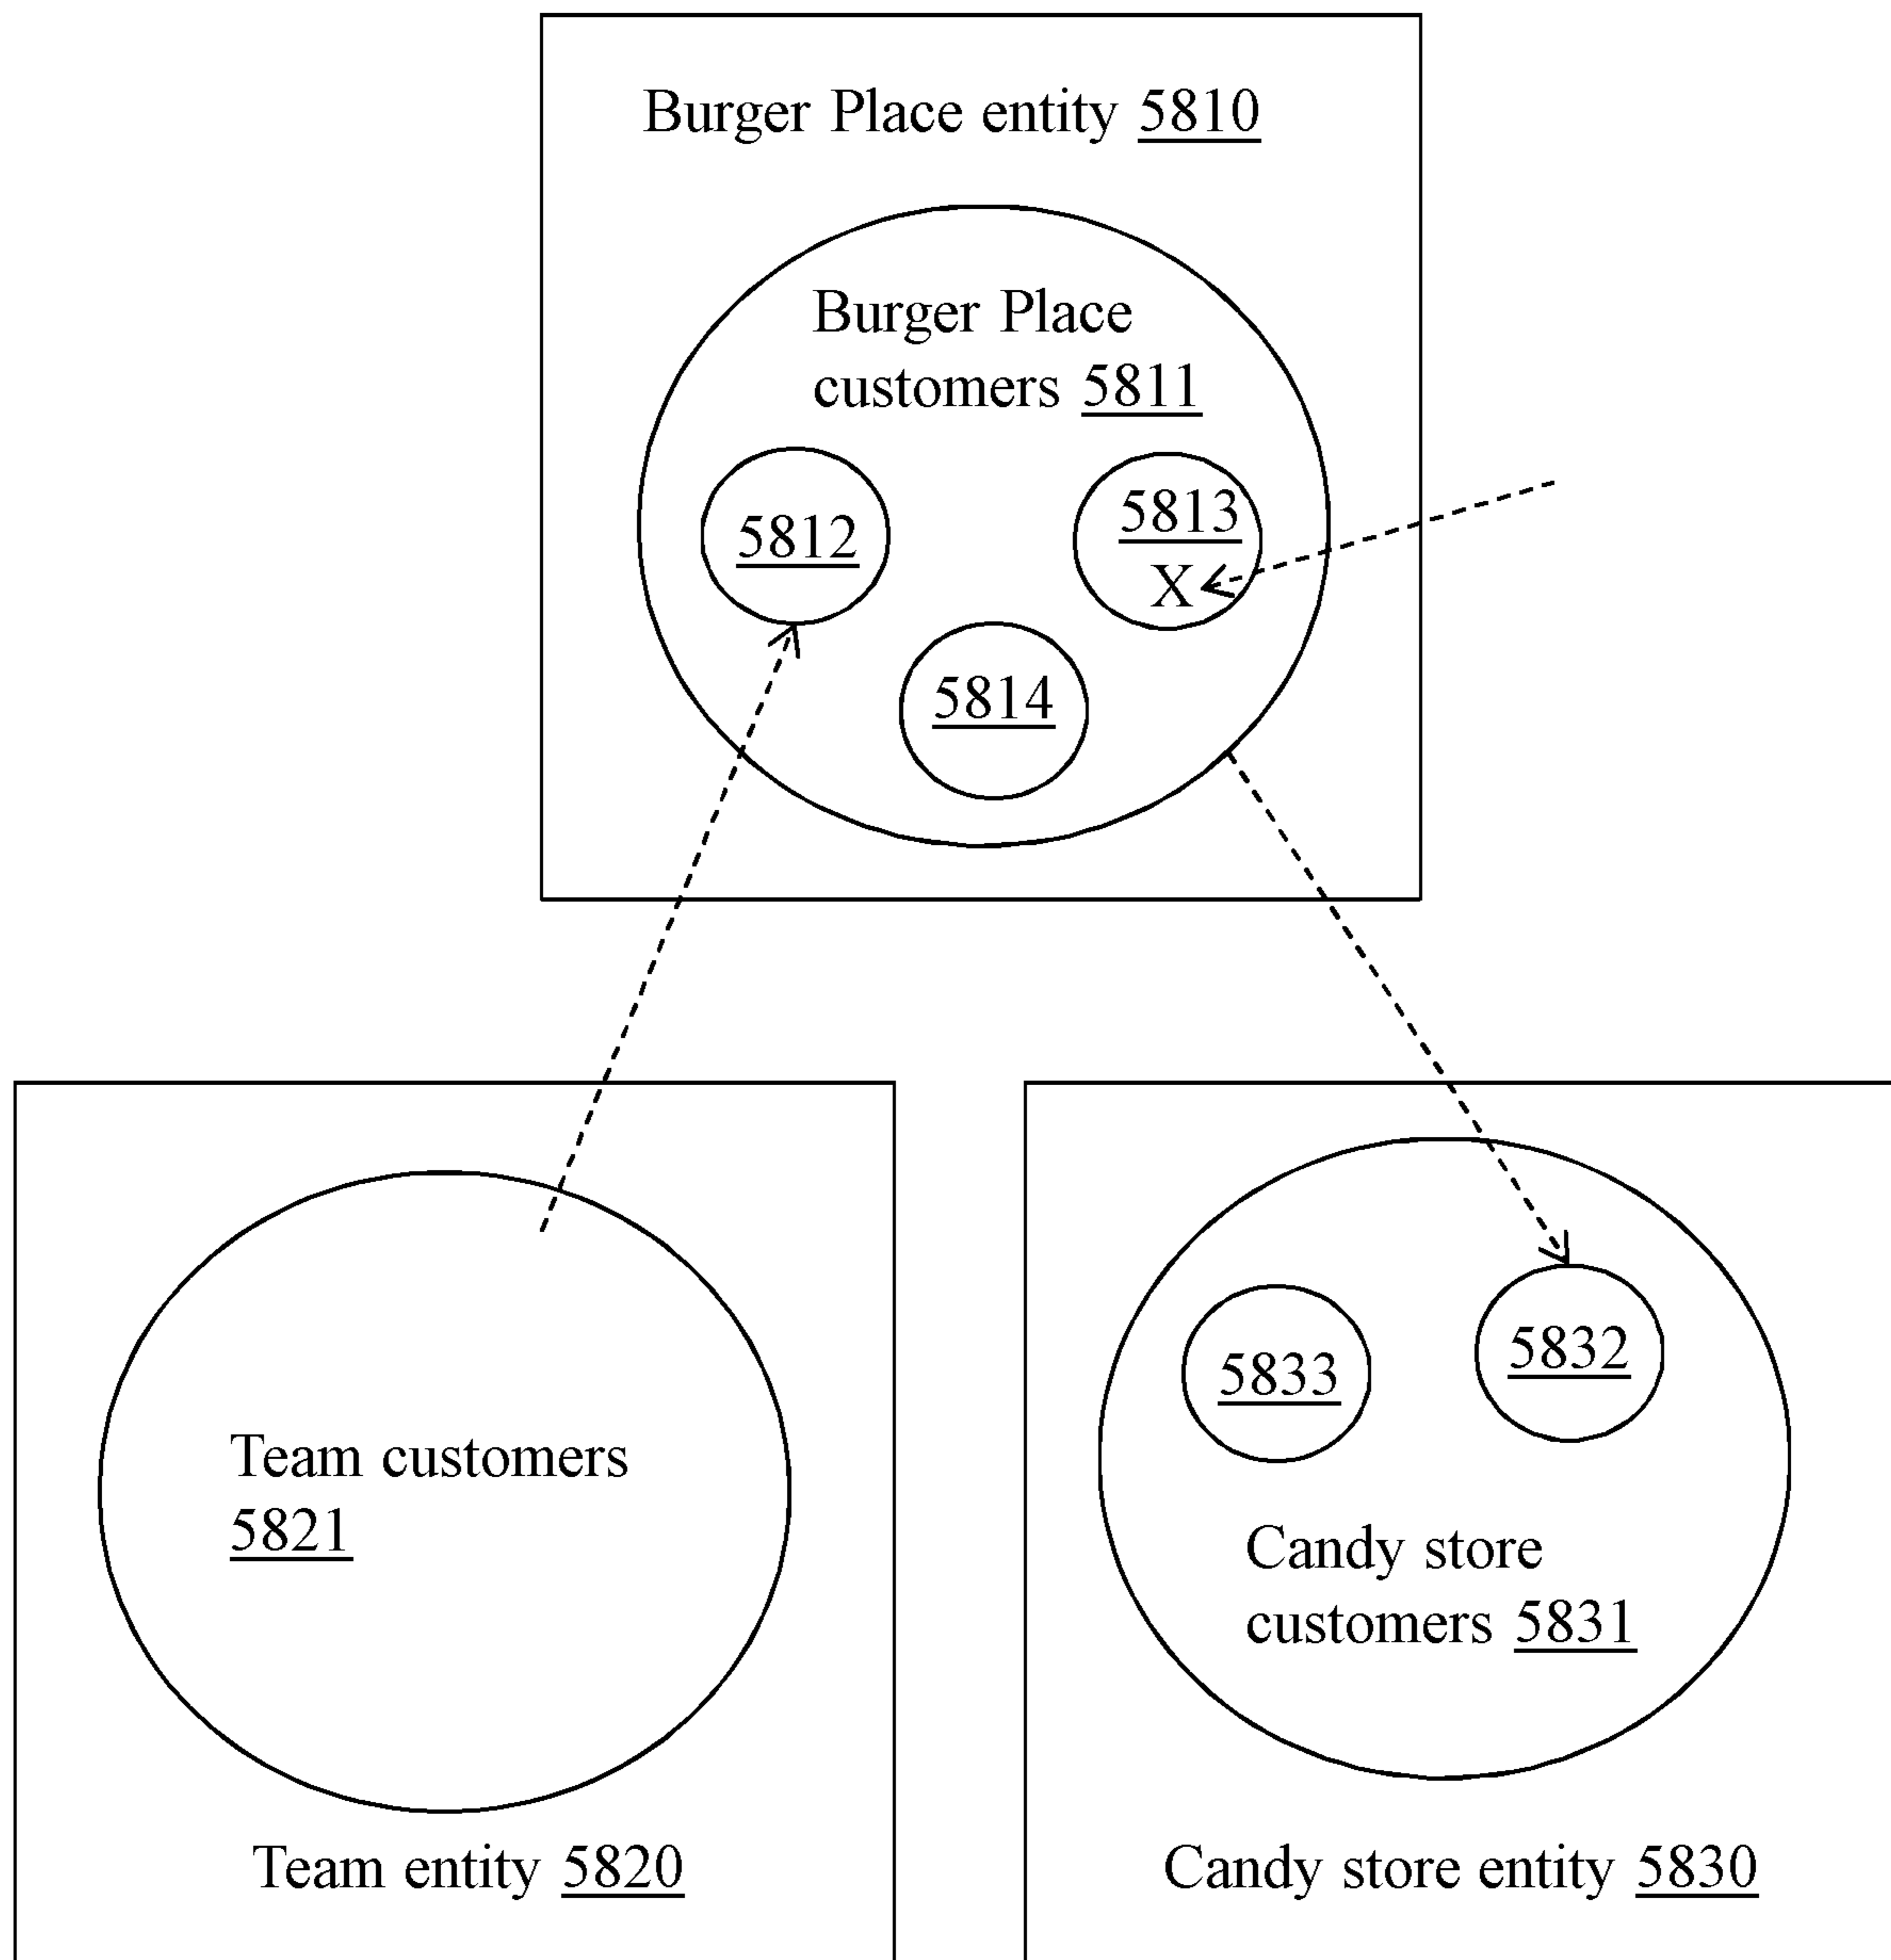 Burger Place entity 5810
Burger Place
customers 5811
5812
5813
X
5814
Team customers
5821
Team entity 5820
5833
5832
Candy store
customers 5831
Candy store entity 5830